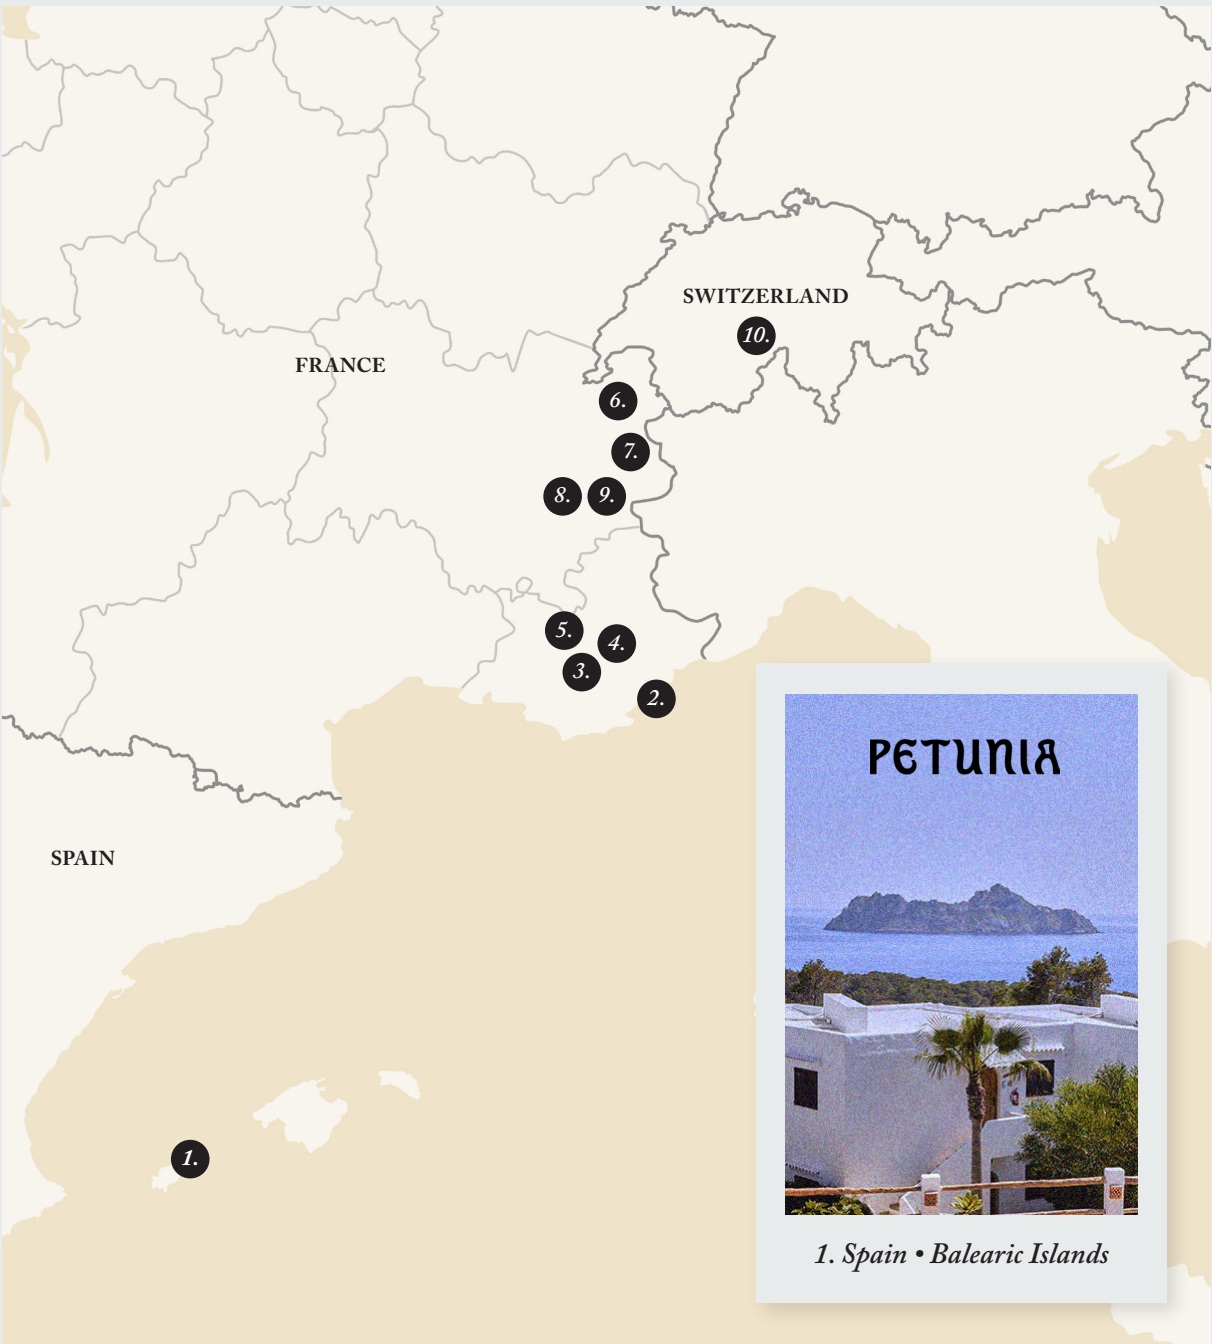 SWITZERLAND
10.
FRANCE
6.
7.
8. 9.
5. 4.
3.
2.
PETUNIA
SPAIN
1.
1. Spain • Balearic Islands